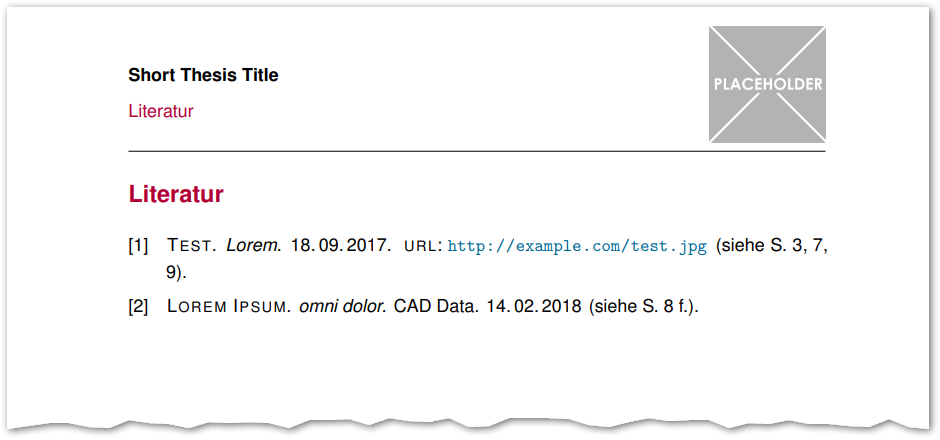 Short Thesis Title
PLACEHOLDER
Literatur
Literatur
[1] TEST. Lorem. 18.09.2017. URL: http://example.com/test.jpg (siehe S. 3, 7,
9).
[2] LOREM IPSUM. omni dolor. CAD Data. 14.02.2018 (siehe S. 8 f.).